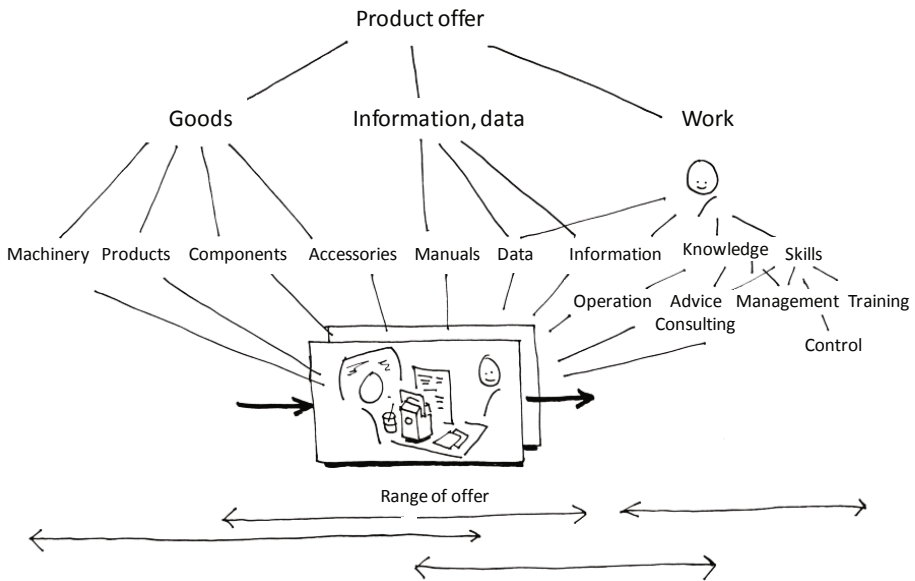 Product offer
Goods
Information, data
Work
Machinery
Products
Components
Accessories
Manuals
Data
Information
Knowledge
Skills
Operation
Advice
Consulting
Management
Training
Control
Range of offer